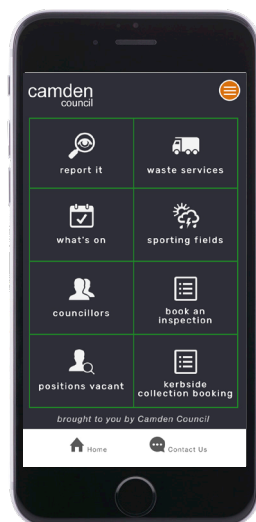 camden
council
report it
waste services
what's on
sporting fields
councillors
book an
inspection
positions vacant
kerbside
collection booking
brought to you by Camden Council
Home
Contact Us